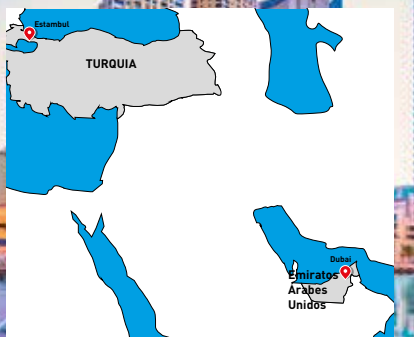 Estambul
TURQUIA
Dubai
Emiratos
Árabes
Unidos